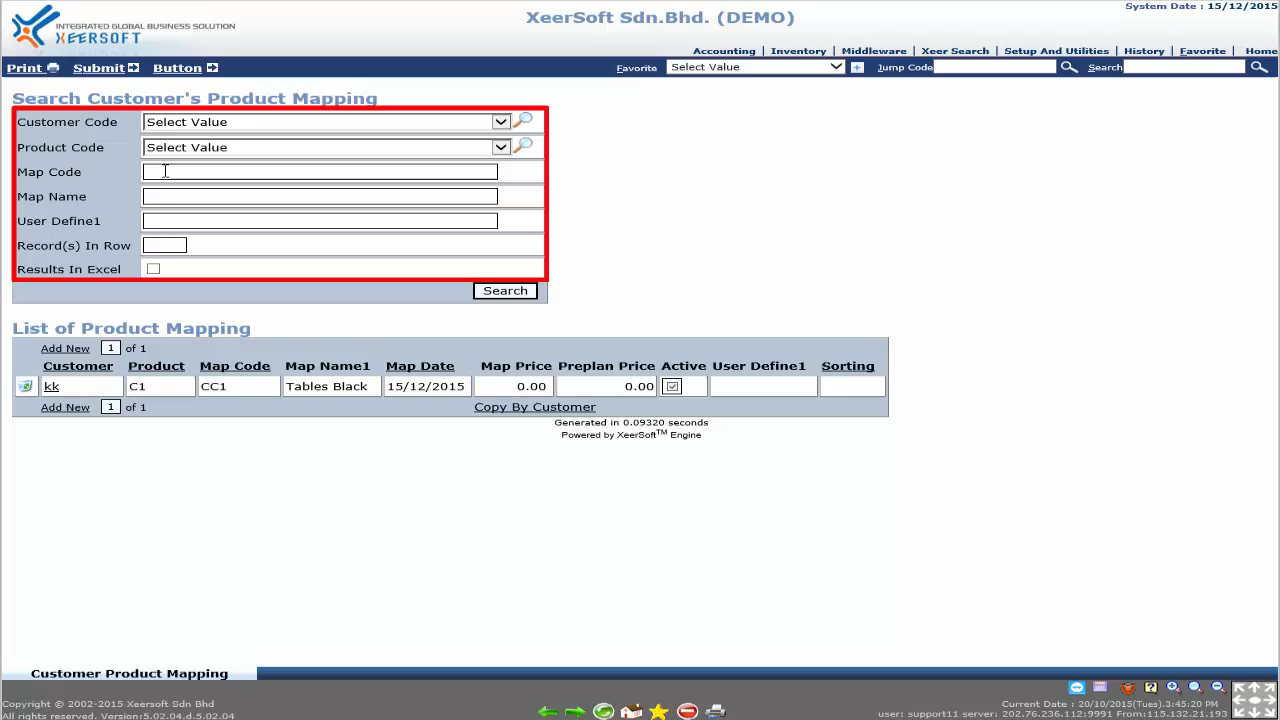 INTEGRATED GLOBAL BUSINESS SOLUTION
XEERSOFT
XeerSoft Sdn.Bhd. (DEMO)
System Date : 15/12/2015
Accounting | Inventory | Middleware | Xeer Search | Setup And Utilities | History | Favorite | Home
Print Submit Button Favorite Select Value Jump Code Search
Search Customer's Product Mapping
Customer Code Select Value
Product Code Select Value
Map Code
Map Name
User Define1
Record(s) In Row
Results In Excel
Search
List of Product Mapping
Add New 1 of 1
Customer Product Map Code Map Name1 Map Date Map Price Preplan Price Active User Define1 Sorting
kk C1 CC1 Tables Black 15/12/2015 0.00 0.00
Add New 1 of 1 Copy By Customer
Generated in 0.09320 seconds
Powered by XeerSoft™ Engine
Customer Product Mapping
Copyright © 2002-2015 Xeersoft Sdn Bhd.
All rights reserved. Version:5.02.04.d.5.02.04
Current Date : 20/10/2015(Tues).3:45:20 PM
user: support11 server: 202.76.236.112:9991 From:115.132.21.193